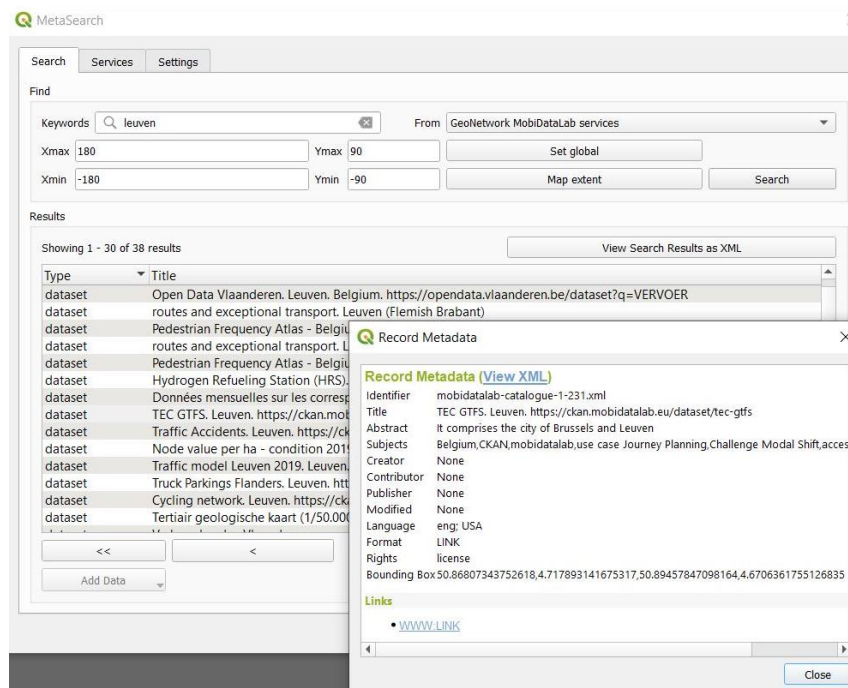 MetaSearch
Search Services Settings
Find
Keywords leuven From GeoNetwork MobiDataLab services
Xmax 180 Ymax 90 Set global
Xmin -180 Ymin -90 Map extent Search
Results
Showing 1 - 30 of 38 results View Search Results as XML
Type Title
dataset Open Data Vlaanderen. Leuven. Belgium. https://opendata.vlaanderen.be/dataset?q=VERVOER
dataset routes and exceptional transport. Leuven (Flemish Brabant)
dataset Pedestrian Frequency Atlas - Belgiu
dataset routes and exceptional transport. L
dataset Pedestrian Frequency Atlas - Belgiu
dataset Hydrogen Refueling Station (HRS).
dataset Données mensuelles sur les corresp
dataset TEC GTFS. Leuven. https://ckan.mob
dataset Traffic Accidents. Leuven. https://ck
dataset Node value per ha - condition 2019
dataset Traffic model Leuven 2019. Leuven.
dataset Truck Parkings Flanders. Leuven. htt
dataset Cycling network. Leuven. https://cka
dataset Tertiair geologische kaart (1/50.000
<< <
Add Data
Record Metadata
Record Metadata (View XML)
Identifier mobidatalab-catalogue-1-231.xml
Title TEC GTFS. Leuven. https://ckan.mobidatalab.eu/dataset/tec-gtfs
Abstract It comprises the city of Brussels and Leuven
Subjects Belgium,CKAN,mobidatalab,use case Journey Planning,Challenge Modal Shift,acces
Creator None
Contributor None
Publisher None
Modified None
Language eng; USA
Format LINK
Rights license
Bounding Box 50.86807343752618,4.717893141675317,50.89457847098164,4.6706361755126835
Links
WWW:LINK
Close